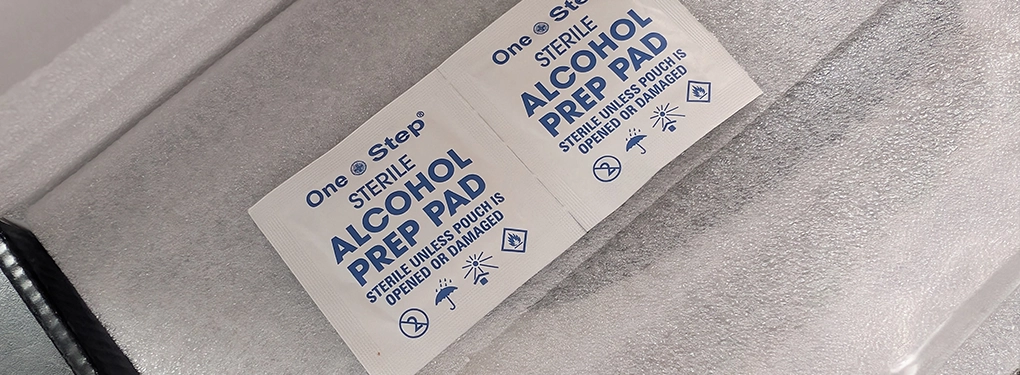 One Step®
STERILE
ALCOHOL
PREP PAD
STERILE UNLESS POUCH IS
OPENED OR DAMAGED
One Ste
STERILE
ALCOHOL
PREP PAD
STERILE UNLESS POUCH IS
OPENED OR DAMAGED